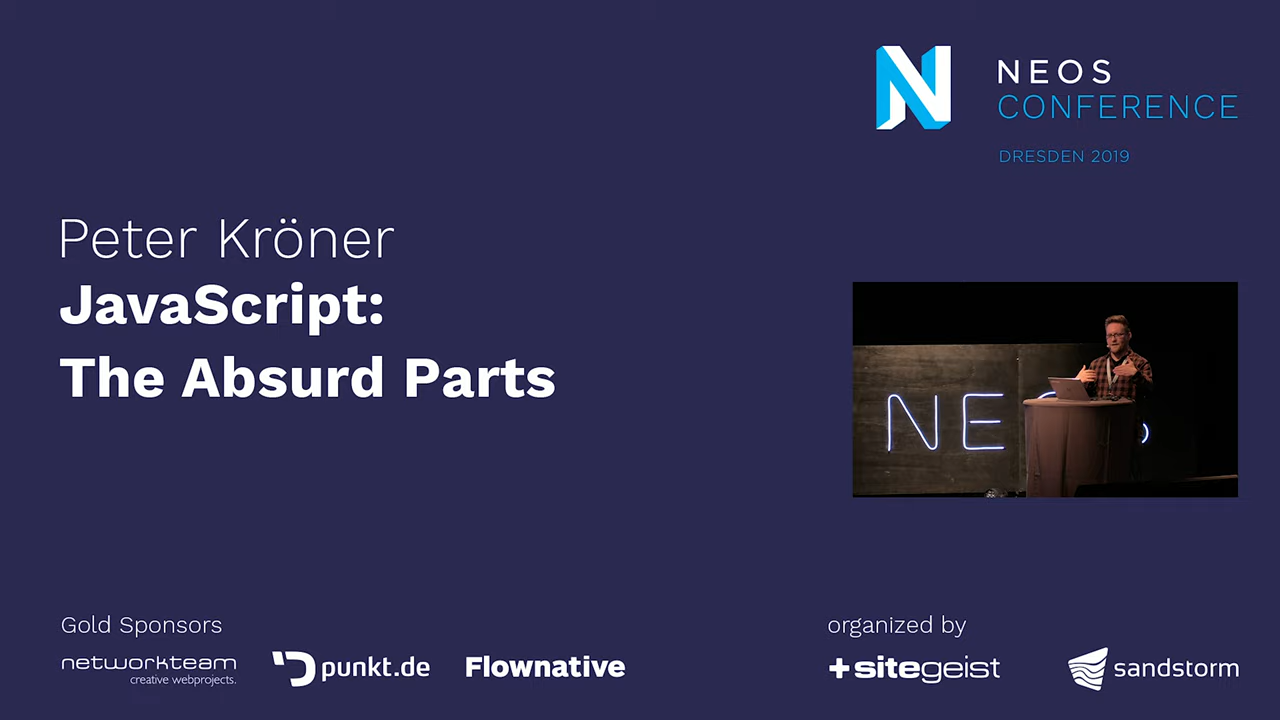 NEOS
CONFERENCE
DRESDEN 2019
Peter Kröner
JavaScript:
The Absurd Parts
NE
Gold Sponsors
networkteam
creative webprojects.
punkt.de
Flownative
organized by
+sitegeist
sandstorm